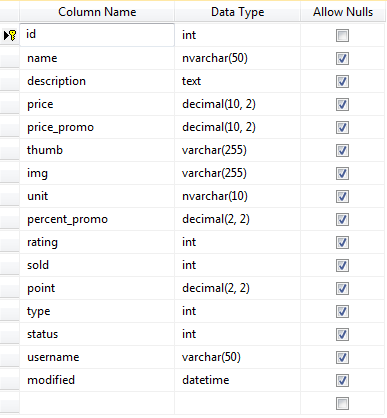 Column Name Data Type Allow Nulls
id int
name nvarchar(50)
description text
price decimal(10, 2)
price_promo decimal(10, 2)
thumb varchar(255)
img varchar(255)
unit nvarchar(10)
percent_promo decimal(2, 2)
rating int
sold int
point decimal(2, 2)
type int
status int
username varchar(50)
modified datetime